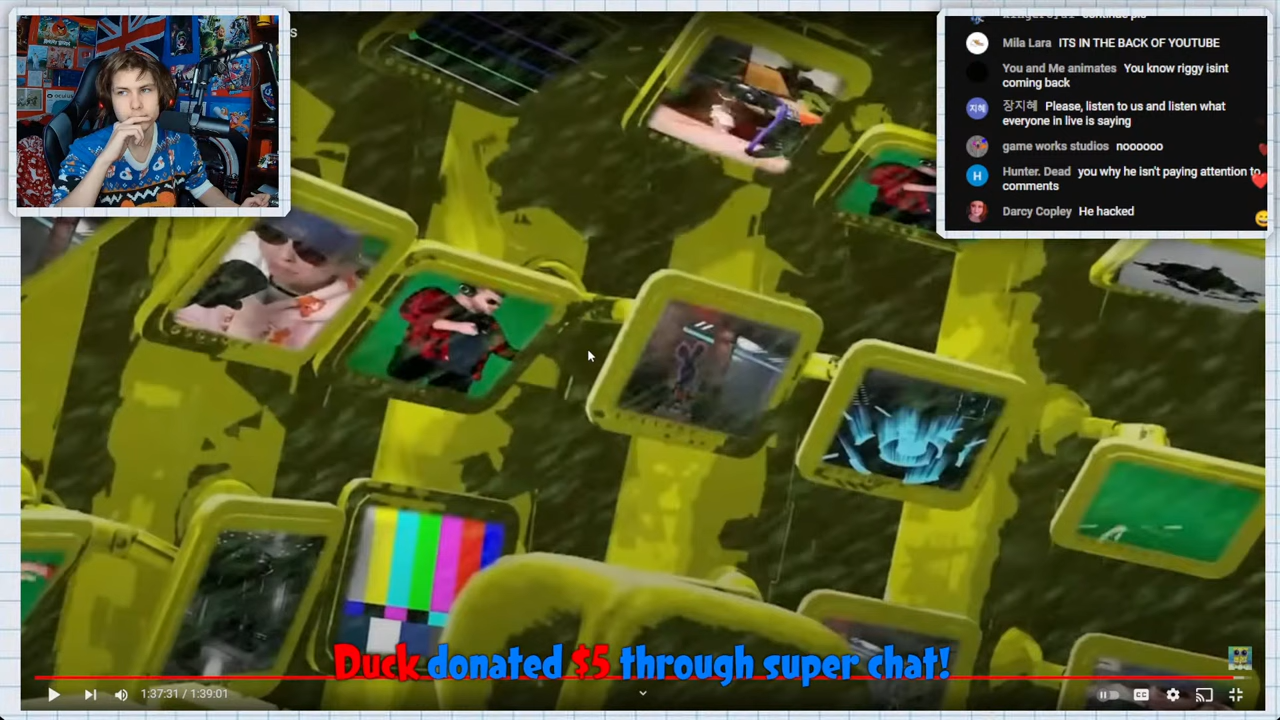 S
Mila Lara ITS IN THE BACK OF YOUTUBE
You and Me animates You know riggy isint
coming back
지혜
장지혜 Please, listen to us and listen what
everyone in live is saying
game works studios noooooo
H
Hunter. Dead you why he isn't paying attention to
comments
Darcy Copley He hacked
Duck donated $5 through super chat!
1:37:31 / 1:39:01
CC